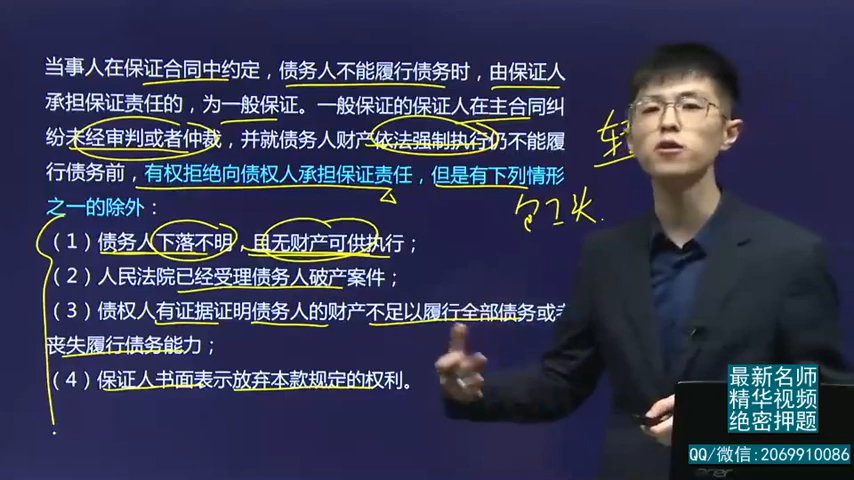 当事人在保证合同中约定，债务人不能履行债务时，由保证人
承担保证责任的，为一般保证。一般保证的保证人在主合同纠
纷未经审判或者仲裁，并就债务人财产依法强制执行仍不能履
行债务前，有权拒绝向债权人承担保证责任，但是有下列情形
之一的除外：
（1）债务人下落不明，且无财产可供执行；
（2）人民法院已经受理债务人破产案件；
（3）债权人有证据证明债务人的财产不足以履行全部债务或
丧失履行债务能力；
（4）保证人书面表示放弃本款规定的权利。
包工头.
最新名师
精华视频
绝密押题
QQ/微信:2069910086
acer